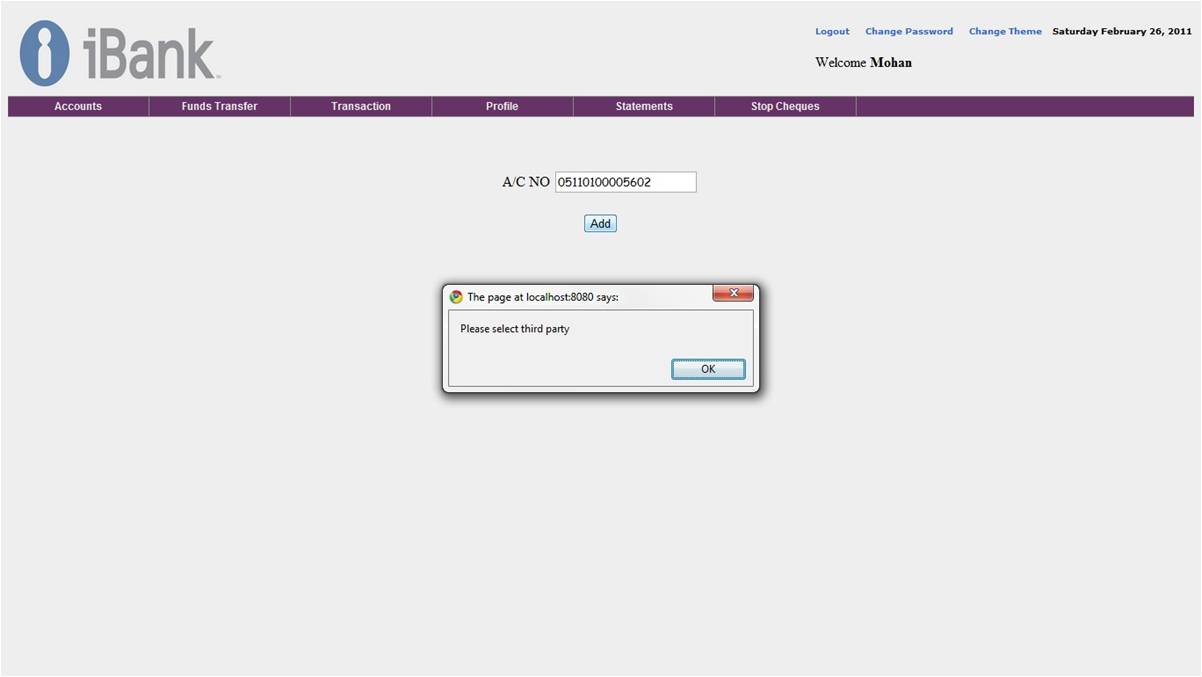 iBank
Logout Change Password Change Theme Saturday February 26, 2011
Welcome Mohan
Accounts Funds Transfer Transaction Profile Statements Stop Cheques
A/C NO 05110100005602
Add
The page at localhost:8080 says:
Please select third party
OK